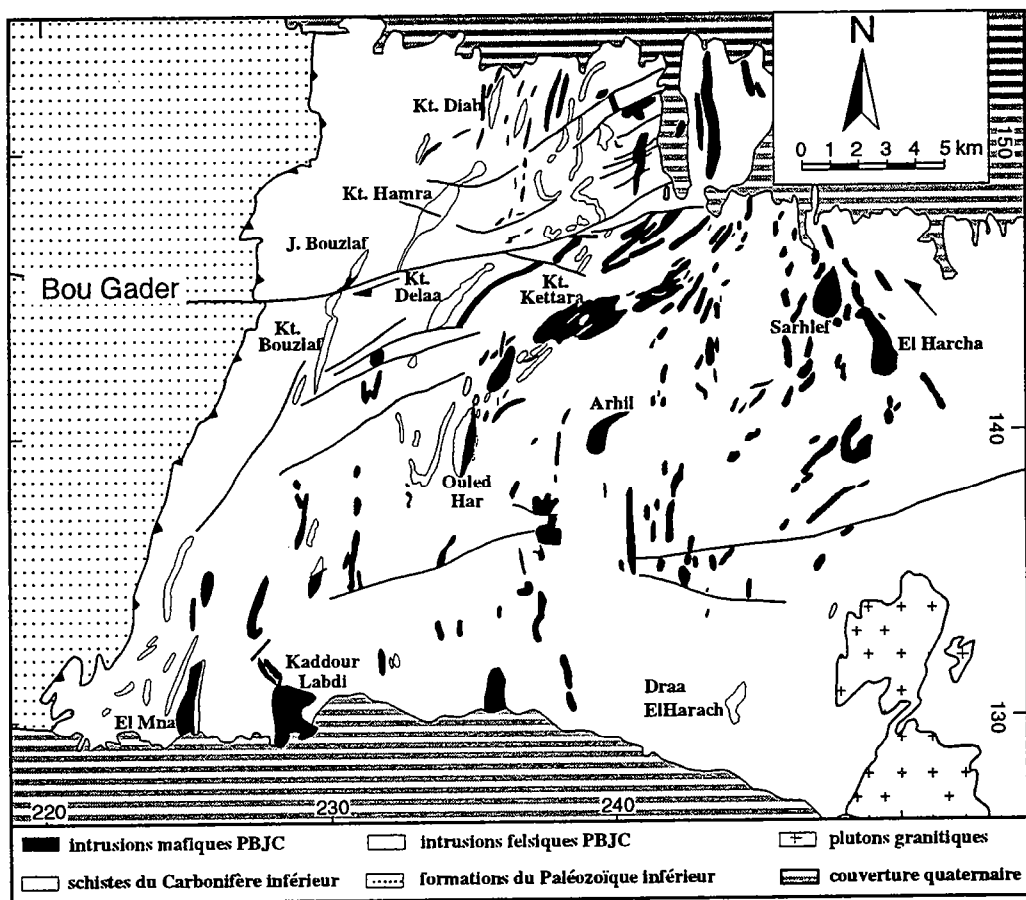 N
0 1 2 3 4 5 km
150
Kt. Diah
Kt. Hamra
J. Bouzlaf
Bou Gader
Kt.
Delaa
Kt.
Kettara
Kt.
Bouzlaf
Sarhlef
El Harcha
Arhil
140
Ouled
Har
Kaddour
Labdi
El Mna
Draa
ElHarach
130
220
230
240
intrusions mafiques PBJC
intrusions felsiques PBJC
plutons granitiques
schistes du Carbonifère inférieur
formations du Paléozoïque inférieur
couverture quaternaire